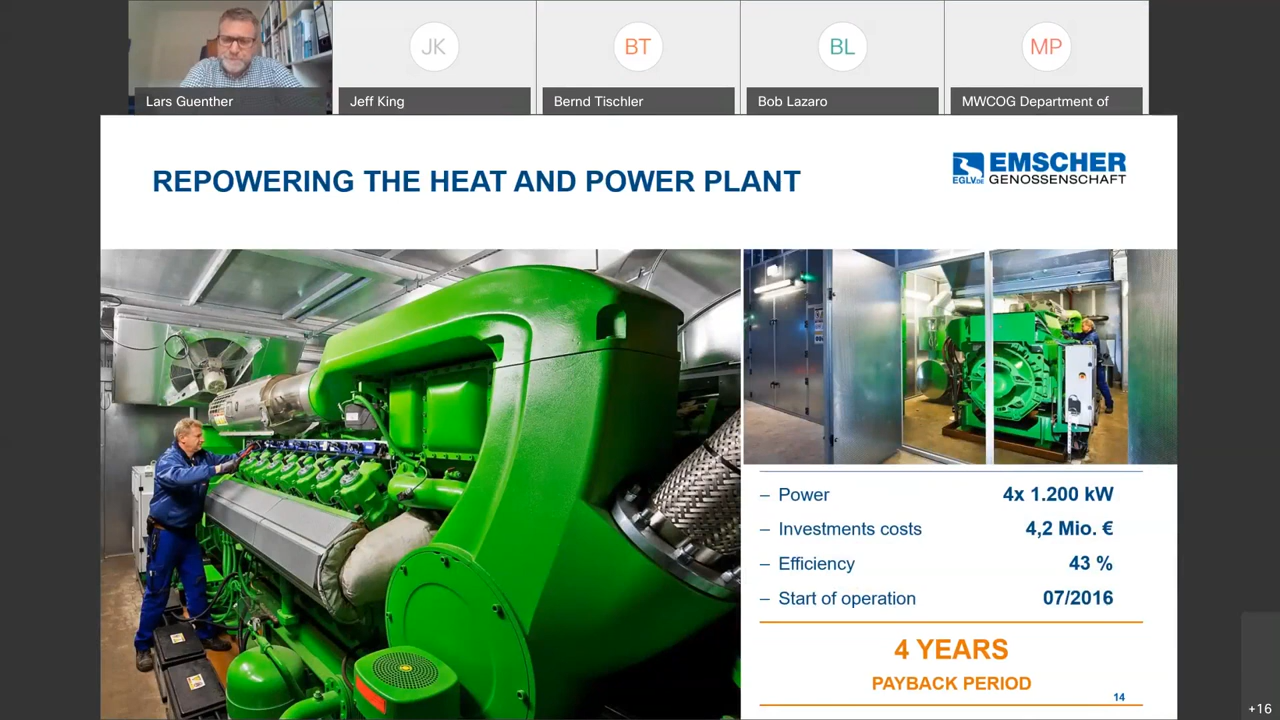 JK
BT
BL
MP
Lars Guenther
Jeff King
Bernd Tischler
Bob Lazaro
MWCOG Department of
REPOWERING THE HEAT AND POWER PLANT
EMSCHER
EGLV.DE GENOSSENSCHAFT
– Power 4x 1.200 kW
– Investments costs 4,2 Mio. €
– Efficiency 43 %
– Start of operation 07/2016
4 YEARS
PAYBACK PERIOD
14
+16